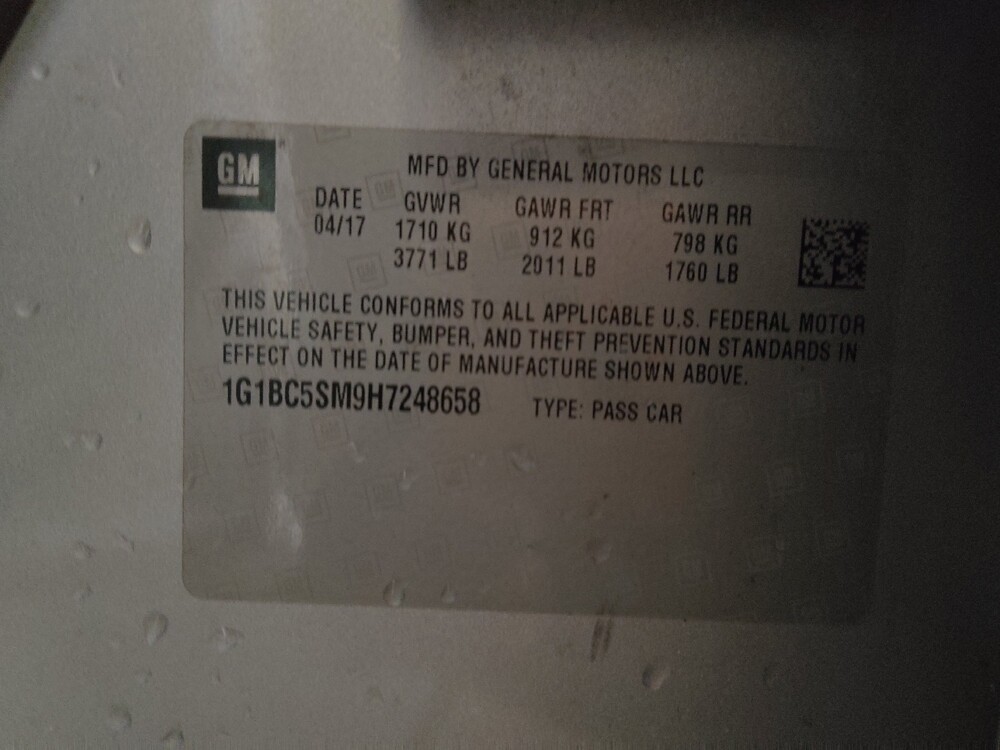 GM
MFD BY GENERAL MOTORS LLC
DATE GVWR GAWR FRT GAWR RR
04/17 1710 KG 912 KG 798 KG
3771 LB 2011 LB 1760 LB
THIS VEHICLE CONFORMS TO ALL APPLICABLE U.S. FEDERAL MOTOR
VEHICLE SAFETY, BUMPER, AND THEFT PREVENTION STANDARDS IN
EFFECT ON THE DATE OF MANUFACTURE SHOWN ABOVE.
1G1BC5SM9H7248658 TYPE: PASS CAR